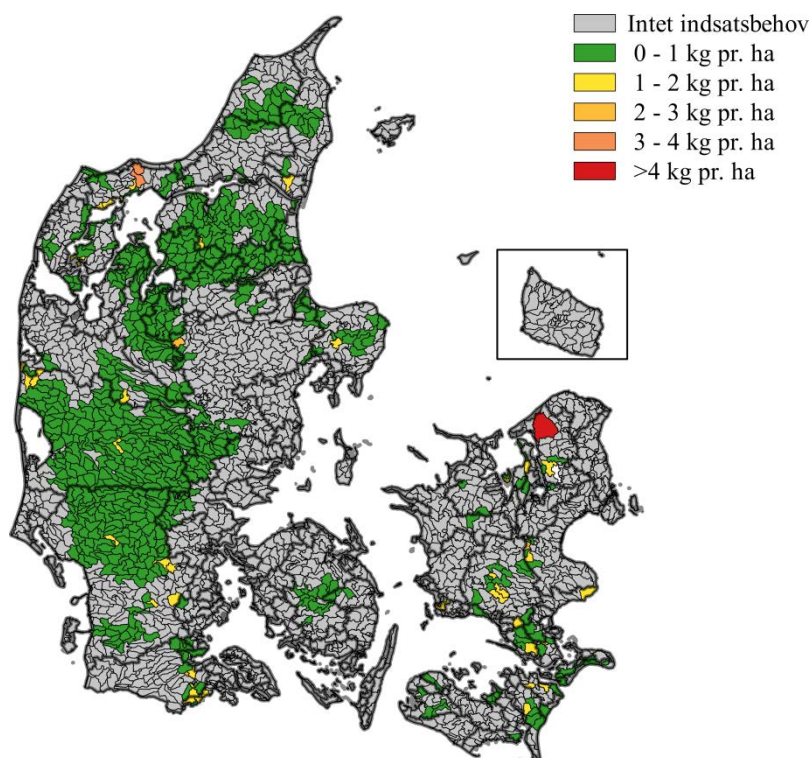 Intet indsatsbehov
0 - 1 kg pr. ha
1 - 2 kg pr. ha
2 - 3 kg pr. ha
3 - 4 kg pr. ha
>4 kg pr. ha